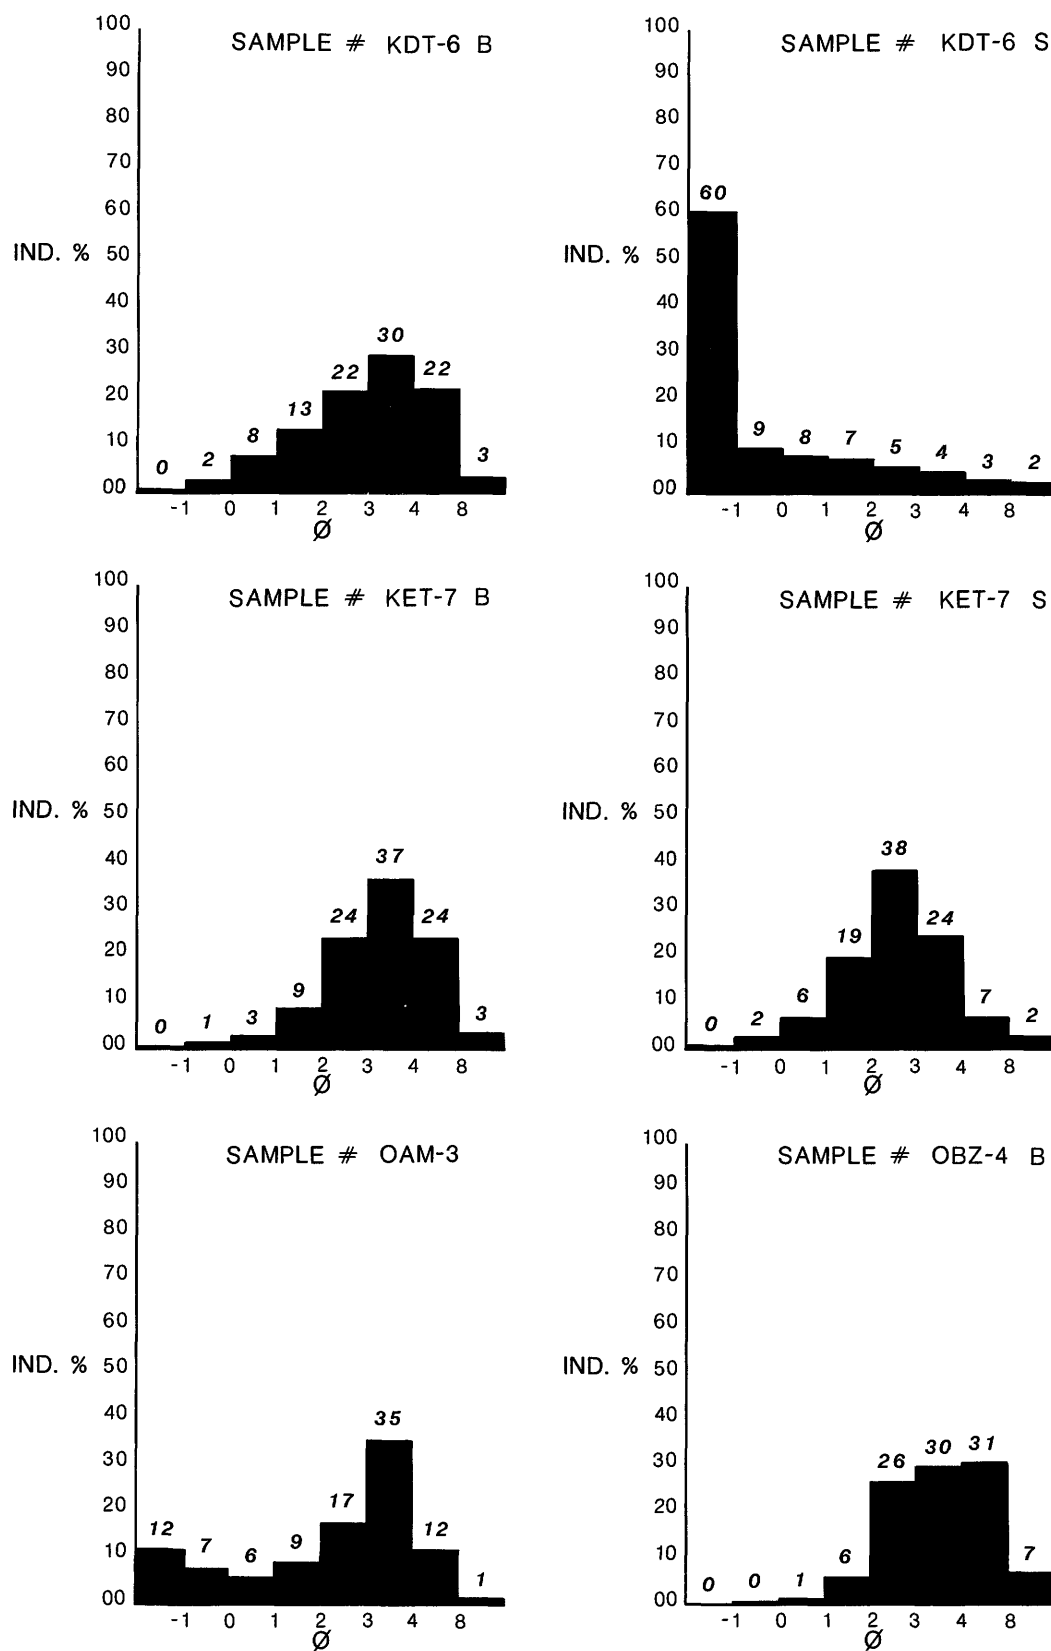 SAMPLE # KDT-6 B
100
90
80
70
60
IND. % 50
40
30
20
10
00
0 2 8 13 22 30 22 3
-1 0 1 2 3 4 8
Ø
SAMPLE # KDT-6 S
100
90
80
70
60
IND. % 50
40
30
20
10
00
60 9 8 7 5 4 3 2
-1 0 1 2 3 4 8
Ø
SAMPLE # KET-7 B
100
90
80
70
60
IND. % 50
40
30
20
10
00
0 1 3 9 24 37 24 3
-1 0 1 2 3 4 8
Ø
SAMPLE # KET-7 S
100
90
80
70
60
IND. % 50
40
30
20
10
00
0 2 6 19 38 24 7 2
-1 0 1 2 3 4 8
Ø
SAMPLE # OAM-3
100
90
80
70
60
IND. % 50
40
30
20
10
00
12 7 6 9 17 35 12 1
-1 0 1 2 3 4 8
Ø
SAMPLE # OBZ-4 B
100
90
80
70
60
IND. % 50
40
30
20
10
00
0 0 1 6 26 30 31 7
-1 0 1 2 3 4 8
Ø